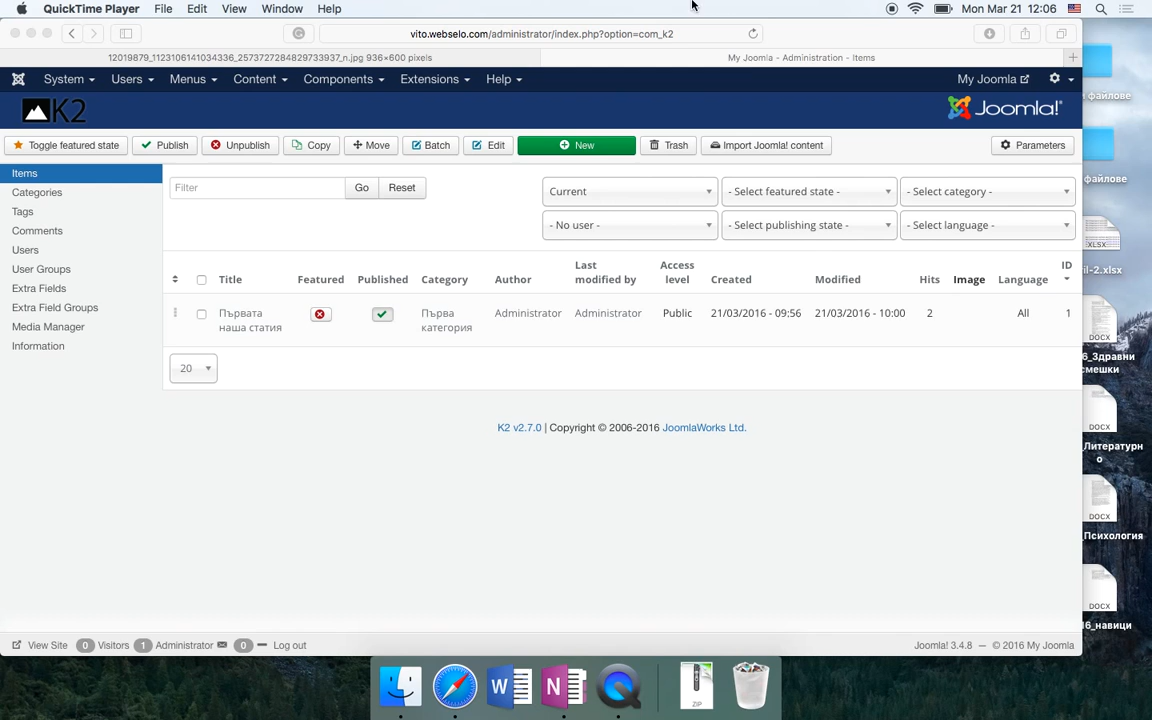 QuickTime Player File Edit View Window Help Mon Mar 21 12:06
vito.webselo.com/administrator/index.php?option=com_k2
12019879_1123106141034336_2573727284829733937_n.jpg 936×600 pixels My Joomla - Administration - Items
System Users Menus Content Components Extensions Help My Joomla
K2 Joomla!
Toggle featured state Publish Unpublish Copy Move Batch Edit New Trash Import Joomla! content Parameters
Items
Categories
Tags
Comments
Users
User Groups
Extra Fields
Extra Field Groups
Media Manager
Information
Filter Go Reset
Current - Select featured state - - Select category -
- No user - - Select publishing state - - Select language -
Title Featured Published Category Author Last modified by Access level Created Modified Hits Image Language ID
Първата наша статия Първа категория Administrator Administrator Public 21/03/2016 - 09:56 21/03/2016 - 10:00 2 All 1
20
K2 v2.7.0 | Copyright © 2006-2016 JoomlaWorks Ltd.
View Site 0 Visitors 1 Administrator 0 Log out Joomla! 3.4.8 — © 2016 My Joomla
файлове
файлове
XLSX
il-2.xlsx
DOCX
6_Здравни
смешки
DOCX
_Литературн
о
DOCX
_Психология
DOCX
16_навици
ZIP